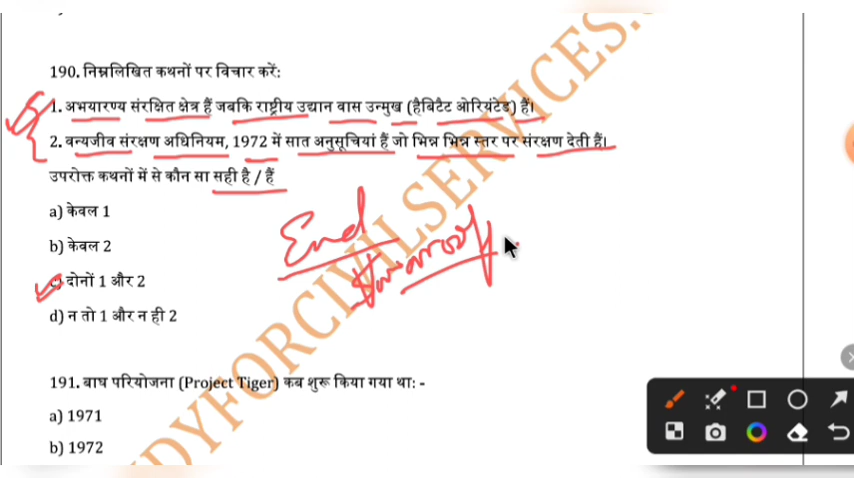 190. निम्नलिखित कथनों पर विचार करें:
1. अभयारण्य संरक्षित क्षेत्र हैं जबकि राष्ट्रीय उद्यान वास उन्मुख (हैबिटैट ओरियंटेड) हैं।
2. वन्यजीव संरक्षण अधिनियम, 1972 में सात अनुसूचियां हैं जो भिन्न भिन्न स्तर पर संरक्षण देती हैं।
उपरोक्त कथनों में से कौन सा सही है / हैं
a) केवल 1
b) केवल 2
End
c) दोनों 1 और 2
d) न तो 1 और न ही 2
191. बाघ परियोजना (Project Tiger) कब शुरू किया गया था: -
a) 1971
b) 1972
DYFORCIVILSERVICES.